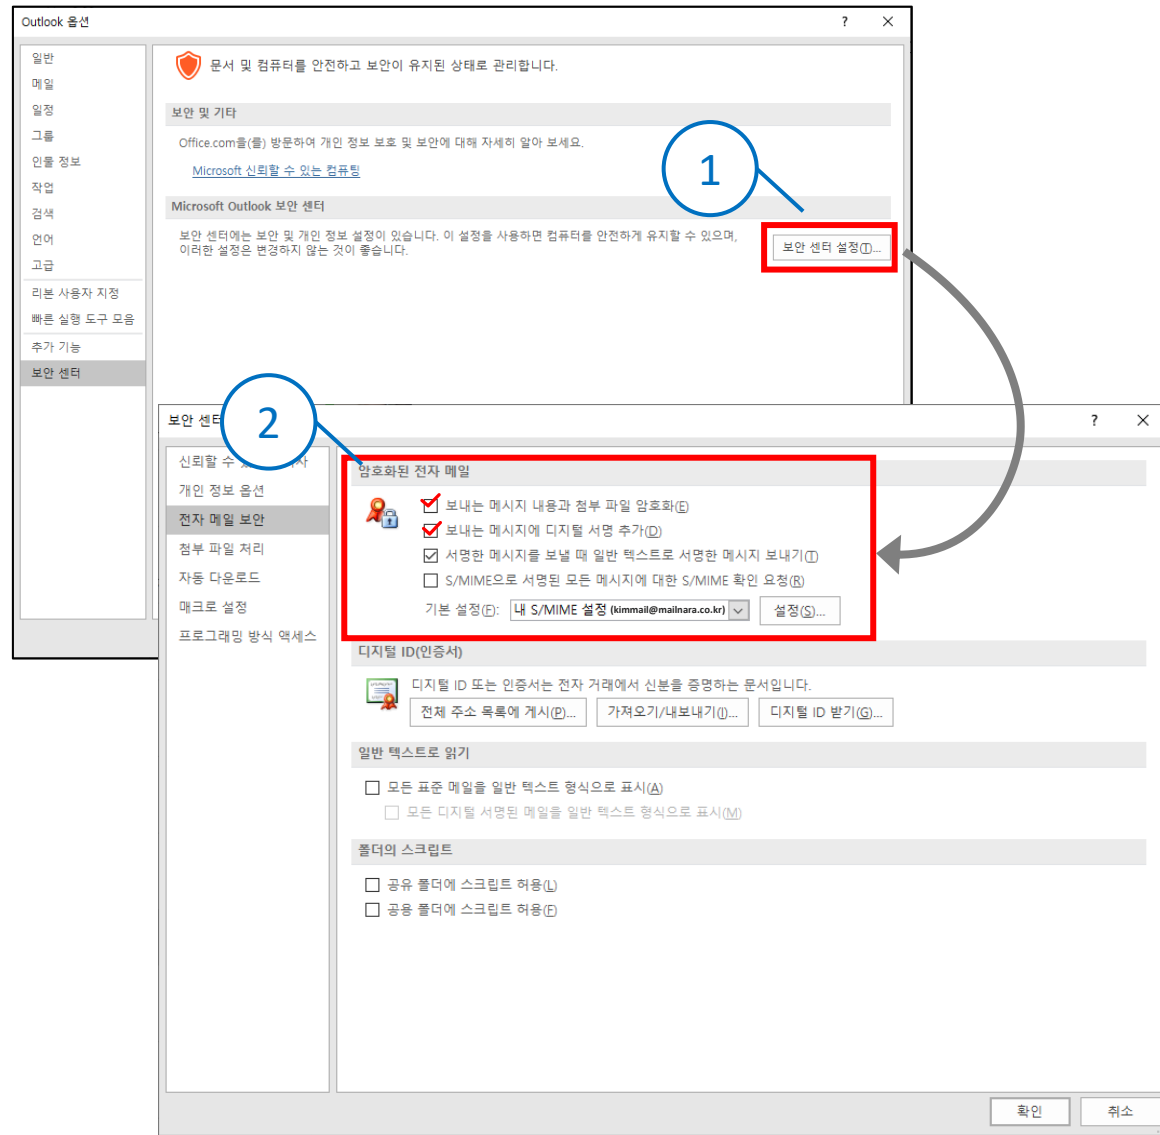 Outlook 옵션
?
일반
메일
일정
그룹
인물 정보
작업
검색
언어
고급
리본 사용자 지정
빠른 실행 도구 모음
추가 기능
보안 센터
문서 및 컴퓨터를 안전하고 보안이 유지된 상태로 관리합니다.
보안 및 기타
Office.com을(를) 방문하여 개인 정보 보호 및 보안에 대해 자세히 알아 보세요.
Microsoft 신뢰할 수 있는 컴퓨팅
1
Microsoft Outlook 보안 센터
보안 센터에는 보안 및 개인 정보 설정이 있습니다. 이 설정을 사용하면 컴퓨터를 안전하게 유지할 수 있으며,
이러한 설정은 변경하지 않는 것이 좋습니다.
보안 센터 설정(T)...
보안 센터
2
?
신뢰할 수
개인 정보 옵션
전자 메일 보안
첨부 파일 처리
자동 다운로드
매크로 설정
프로그래밍 방식 액세스
암호화된 전자 메일
보내는 메시지 내용과 첨부 파일 암호화(E)
보내는 메시지에 디지털 서명 추가(D)
서명한 메시지를 보낼 때 일반 텍스트로 서명한 메시지 보내기(T)
S/MIME으로 서명된 모든 메시지에 대한 S/MIME 확인 요청(R)
기본 설정(F): 내 S/MIME 설정 (kimmail@mailnara.co.kr) 설정(S)...
디지털 ID(인증서)
디지털 ID 또는 인증서는 전자 거래에서 신분을 증명하는 문서입니다.
전체 주소 목록에 게시(P)... 가져오기/내보내기(I)... 디지털 ID 받기(G)...
일반 텍스트로 읽기
모든 표준 메일을 일반 텍스트 형식으로 표시(A)
모든 디지털 서명된 메일을 일반 텍스트 형식으로 표시(M)
폴더의 스크립트
공유 폴더에 스크립트 허용(L)
공용 폴더에 스크립트 허용(F)
확인 취소